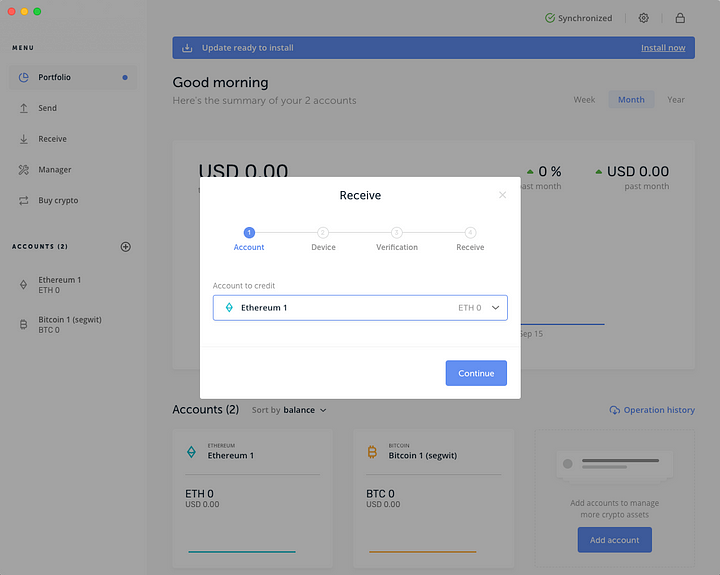 Synchronized
MENU
Update ready to install
Install now
Portfolio
Send
Receive
Manager
Buy crypto
ACCOUNTS (2)
Ethereum 1
ETH 0
Bitcoin 1 (segwit)
BTC 0
Good morning
Here's the summary of your 2 accounts
Week
Month
Year
USD 0.00
0 %
past month
USD 0.00
past month
Receive
1
2
3
4
Account
Device
Verification
Receive
Account to credit
Ethereum 1
ETH 0
Continue
Sep 15
Accounts (2)
Sort by balance
Operation history
ETHEREUM
Ethereum 1
ETH 0
USD 0.00
BITCOIN
Bitcoin 1 (segwit)
BTC 0
USD 0.00
Add accounts to manage
more crypto assets
Add account